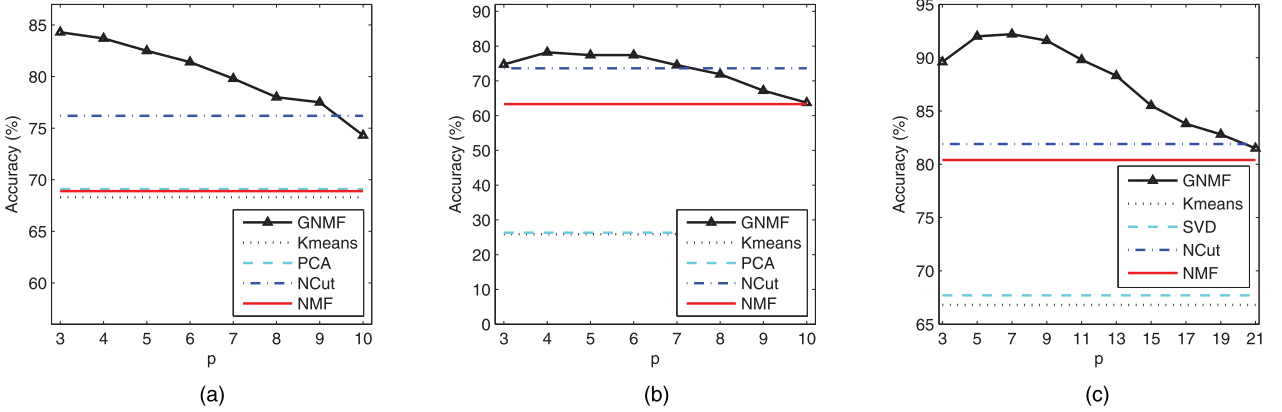 Accuracy (%)
85
80
75
70
65
60
3 4 5 6 7 8 9 10
p
GNMF
Kmeans
PCA
NCut
NMF
(a)
Accuracy (%)
90
80
70
60
50
40
30
20
10
0
3 4 5 6 7 8 9 10
p
GNMF
Kmeans
PCA
NCut
NMF
(b)
Accuracy (%)
95
90
85
80
75
70
65
3 5 7 9 11 13 15 17 19 21
p
GNMF
Kmeans
SVD
NCut
NMF
(c)